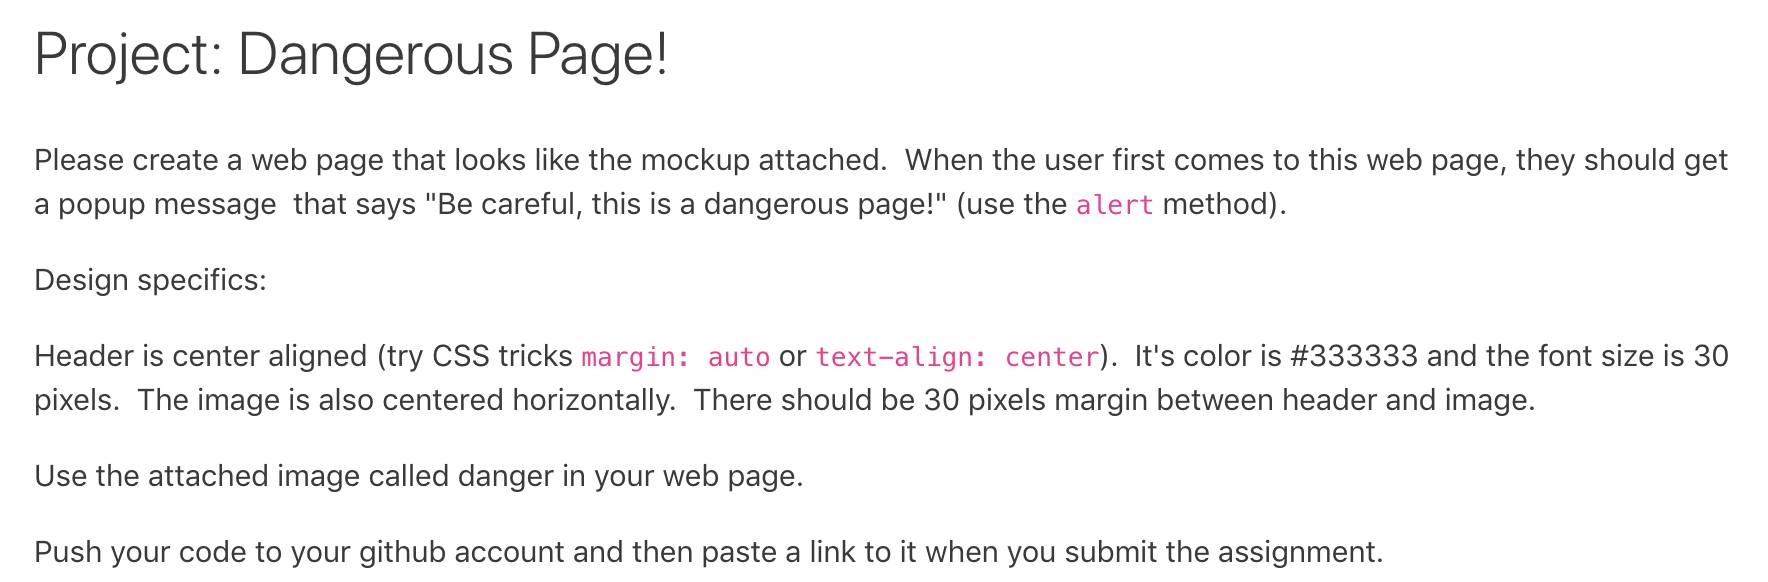 Project: Dangerous Page!
Please create a web page that looks like the mockup attached.  When the user first comes to this web page, they should get
a popup message  that says "Be careful, this is a dangerous page!" (use the alert method).
Design specifics:
Header is center aligned (try CSS tricks margin: auto or text-align: center).  It's color is #333333 and the font size is 30
pixels.  The image is also centered horizontally.  There should be 30 pixels margin between header and image.
Use the attached image called danger in your web page.
Push your code to your github account and then paste a link to it when you submit the assignment.